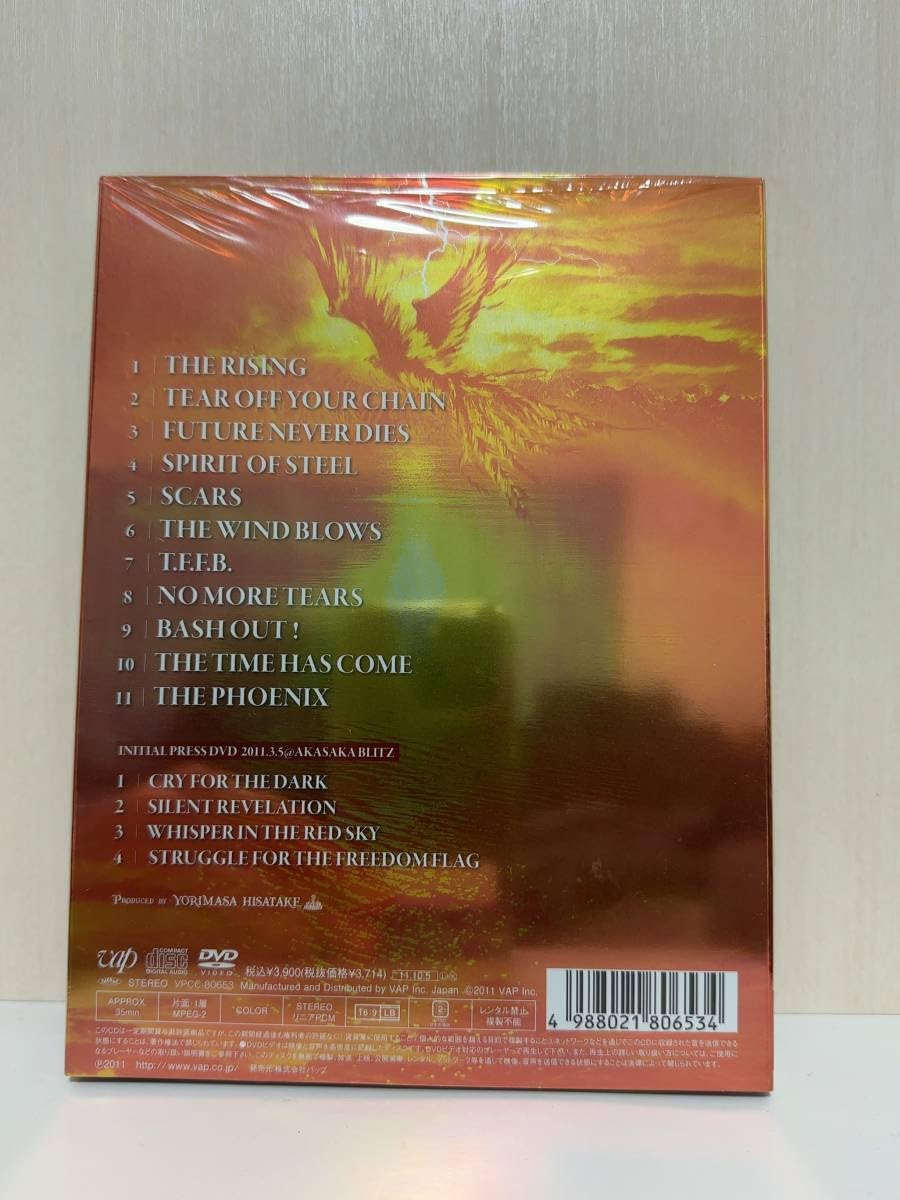 1 THE RISING
2 TEAR OFF YOUR CHAIN
3 FUTURE NEVER DIES
4 SPIRIT OF STEEL
5 SCARS
6 THE WIND BLOWS
7 T.F.F.B.
8 NO MORE TEARS
9 BASH OUT !
10 THE TIME HAS COME
11 THE PHOENIX
INITIAL PRESS DVD 2011.3.5@AKASAKA BLITZ
1 CRY FOR THE DARK
2 SILENT REVELATION
3 WHISPER IN THE RED SKY
4 STRUGGLE FOR THE FREEDOM FLAG
PRODUCED BY YORIMASA HISATAKE
vap COMPACT disc DIGITAL AUDIO DVD VIDEO 税込¥3,900(税抜価格¥3,714) 11.10.5
STEREO VPCC-80653 Manufactured and Distributed by VAP Inc. Japan ©2011 VAP Inc.
APPROX 35min 片面・1層 MPEG-2 COLOR STEREO リニアPCM 16:9 LB 2 レンタル禁止 複製不能
4 988021 806534
℗2011 http://www.vap.co.jp/ 発売元:株式会社バップ